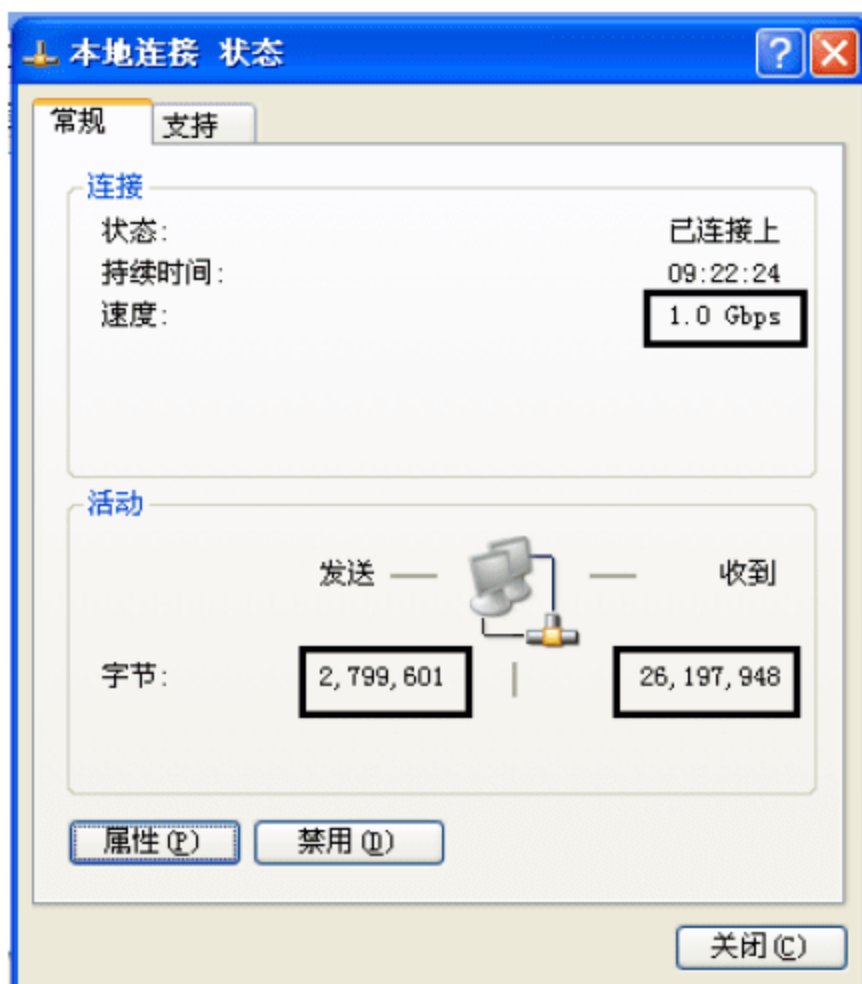 本地连接 状态
常规
支持
连接
状态: 已连接上
持续时间: 09:22:24
速度: 1.0 Gbps
活动
发送 — — 收到
字节: 2,799,601 | 26,197,948
属性(P) 禁用(D)
关闭(C)